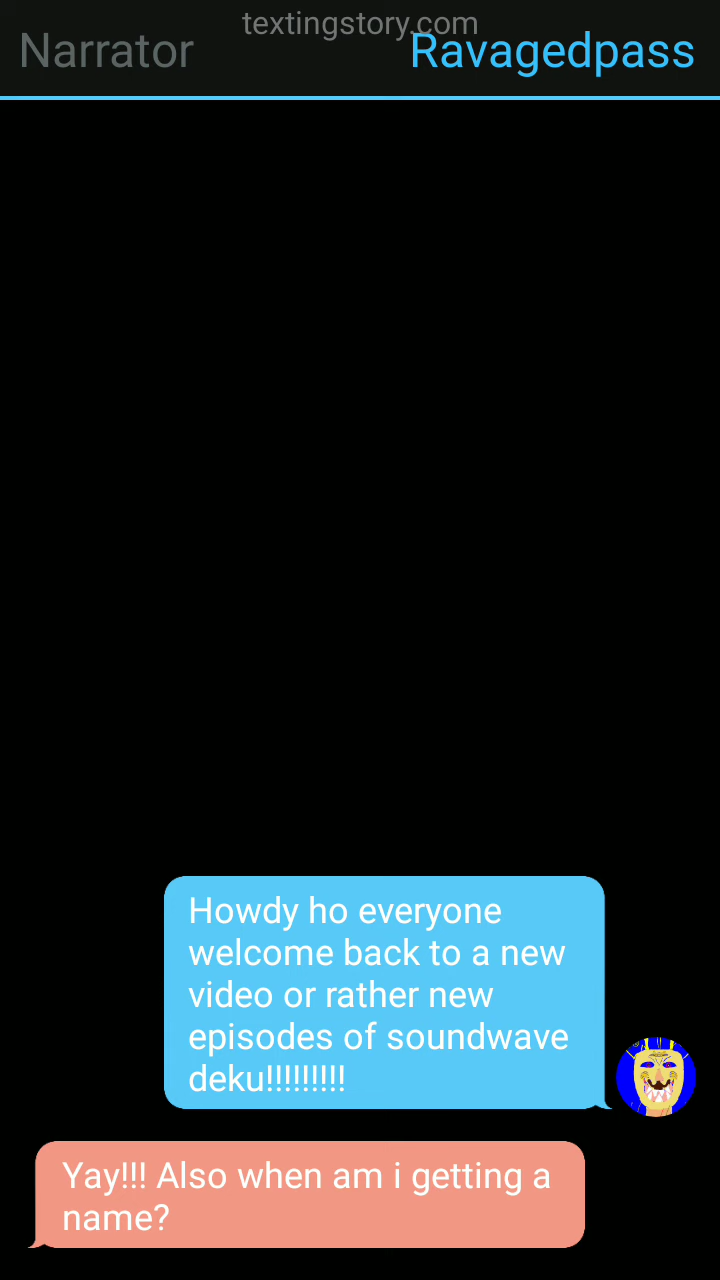 textingstory.com
Narrator
Ravagedpass
Howdy ho everyone
welcome back to a new
video or rather new
episodes of soundwave
deku!!!!!!!!!
Yay!!! Also when am i getting a
name?